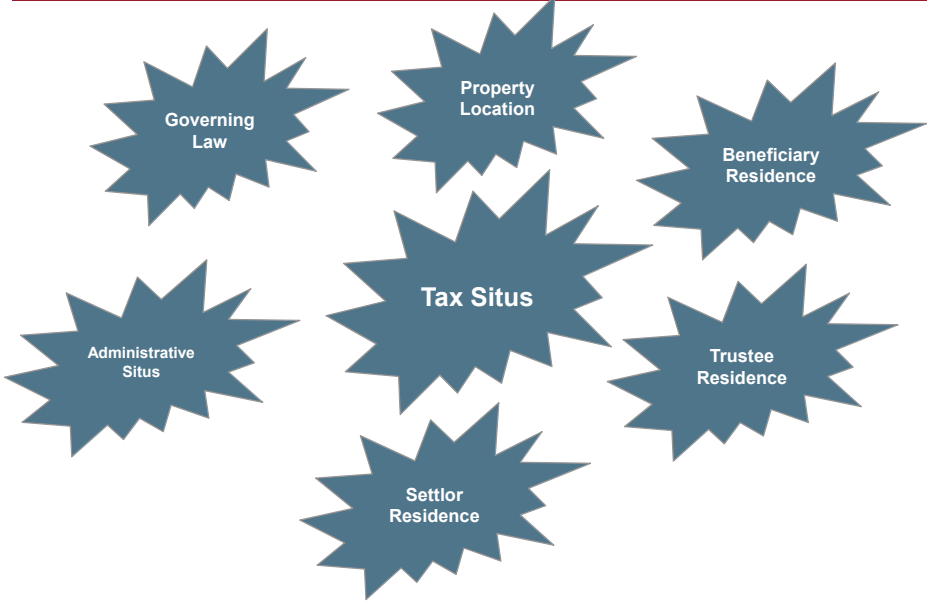 Property
Location
Governing
Law
Beneficiary
Residence
Tax Situs
Administrative
Situs
Trustee
Residence
Settlor
Residence